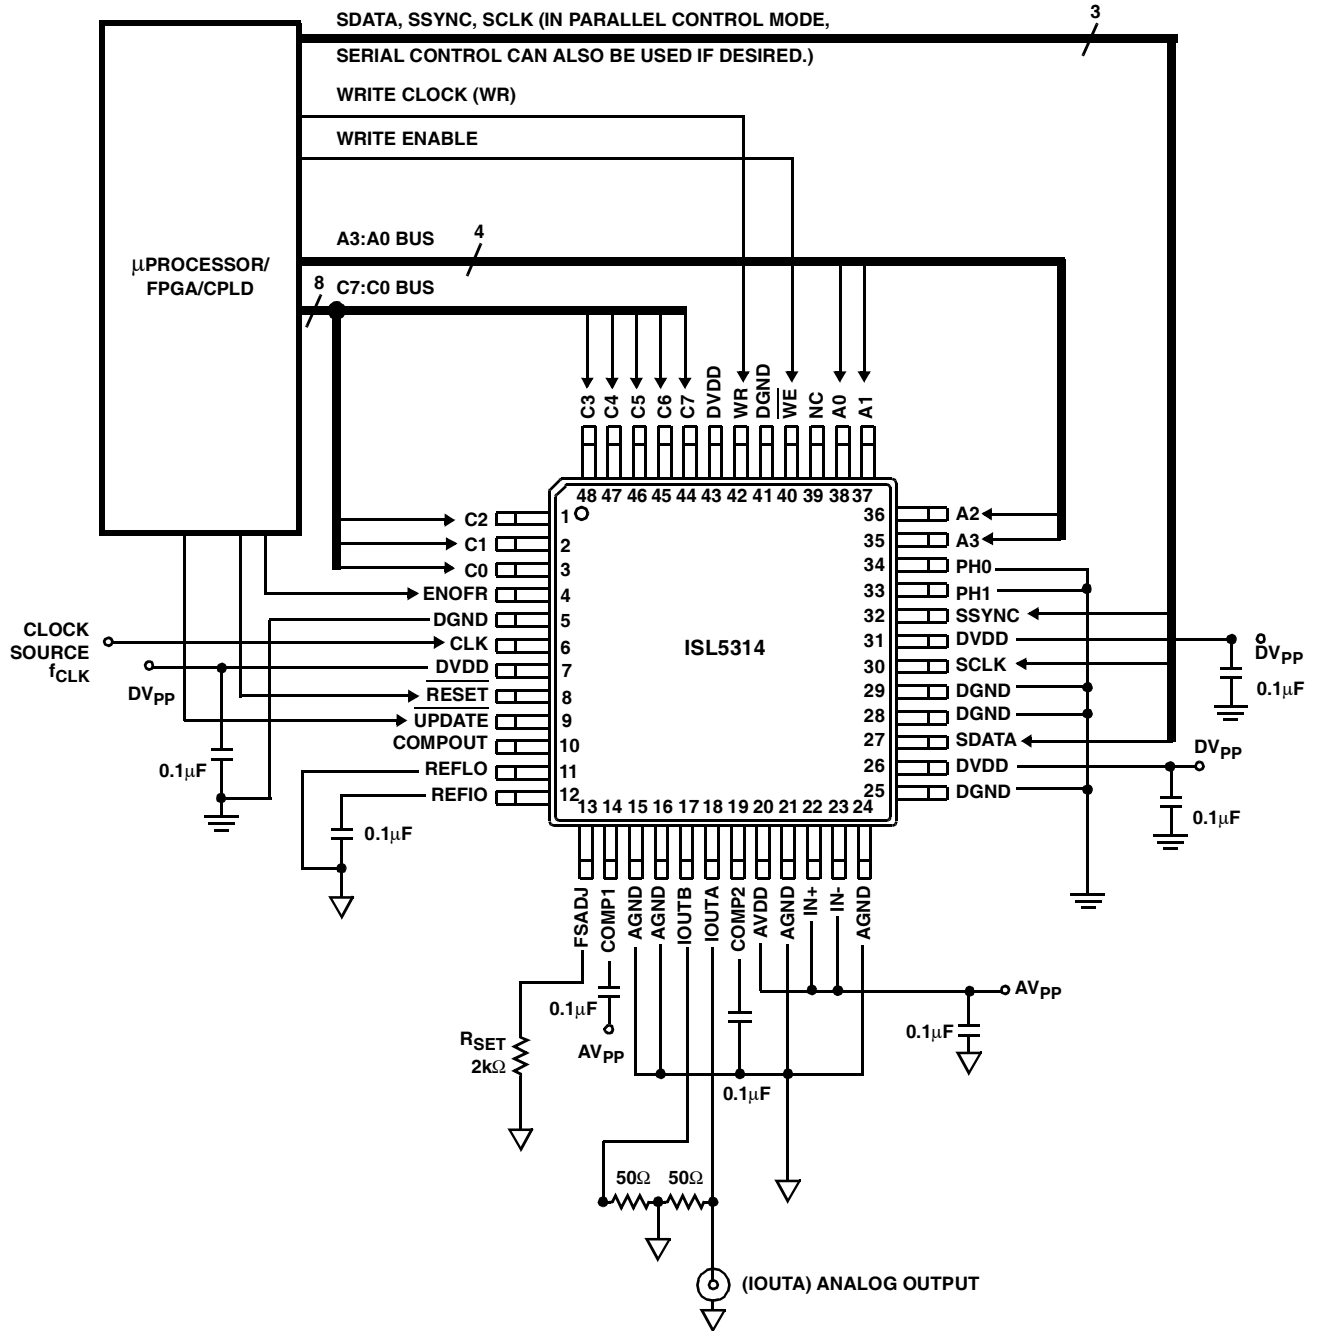 SDATA, SSYNC, SCLK (IN PARALLEL CONTROL MODE,
3
SERIAL CONTROL CAN ALSO BE USED IF DESIRED.)
WRITE CLOCK (WR)
WRITE ENABLE
A3:A0 BUS
4
µPROCESSOR/
FPGA/CPLD
8
C7:C0 BUS
C3
C4
C5
C6
C7
DVDD
WR
DGND
WE
NC
A0
A1
48 47 46 45 44 43 42 41 40 39 38 37
C2
1
C1
2
C0
3
ENOFR
4
DGND
5
CLK
6
DVDD
7
RESET
8
UPDATE
9
COMPOUT
10
REFLO
11
REFIO
12
CLOCK
SOURCE
fCLK
DVPP
0.1µF
0.1µF
ISL5314
36
A2
35
A3
34
PH0
33
PH1
32
SSYNC
31
DVDD
30
SCLK
29
DGND
28
DGND
27
SDATA
26
DVDD
25
DGND
DVPP
0.1µF
DVPP
0.1µF
13 14 15 16 17 18 19 20 21 22 23 24
FSADJ
COMP1
AGND
AGND
IOUTB
IOUTA
COMP2
AVDD
AGND
IN+
IN-
AGND
0.1µF
AVPP
RSET
2kΩ
0.1µF
AVPP
0.1µF
50Ω
50Ω
(IOUTA) ANALOG OUTPUT